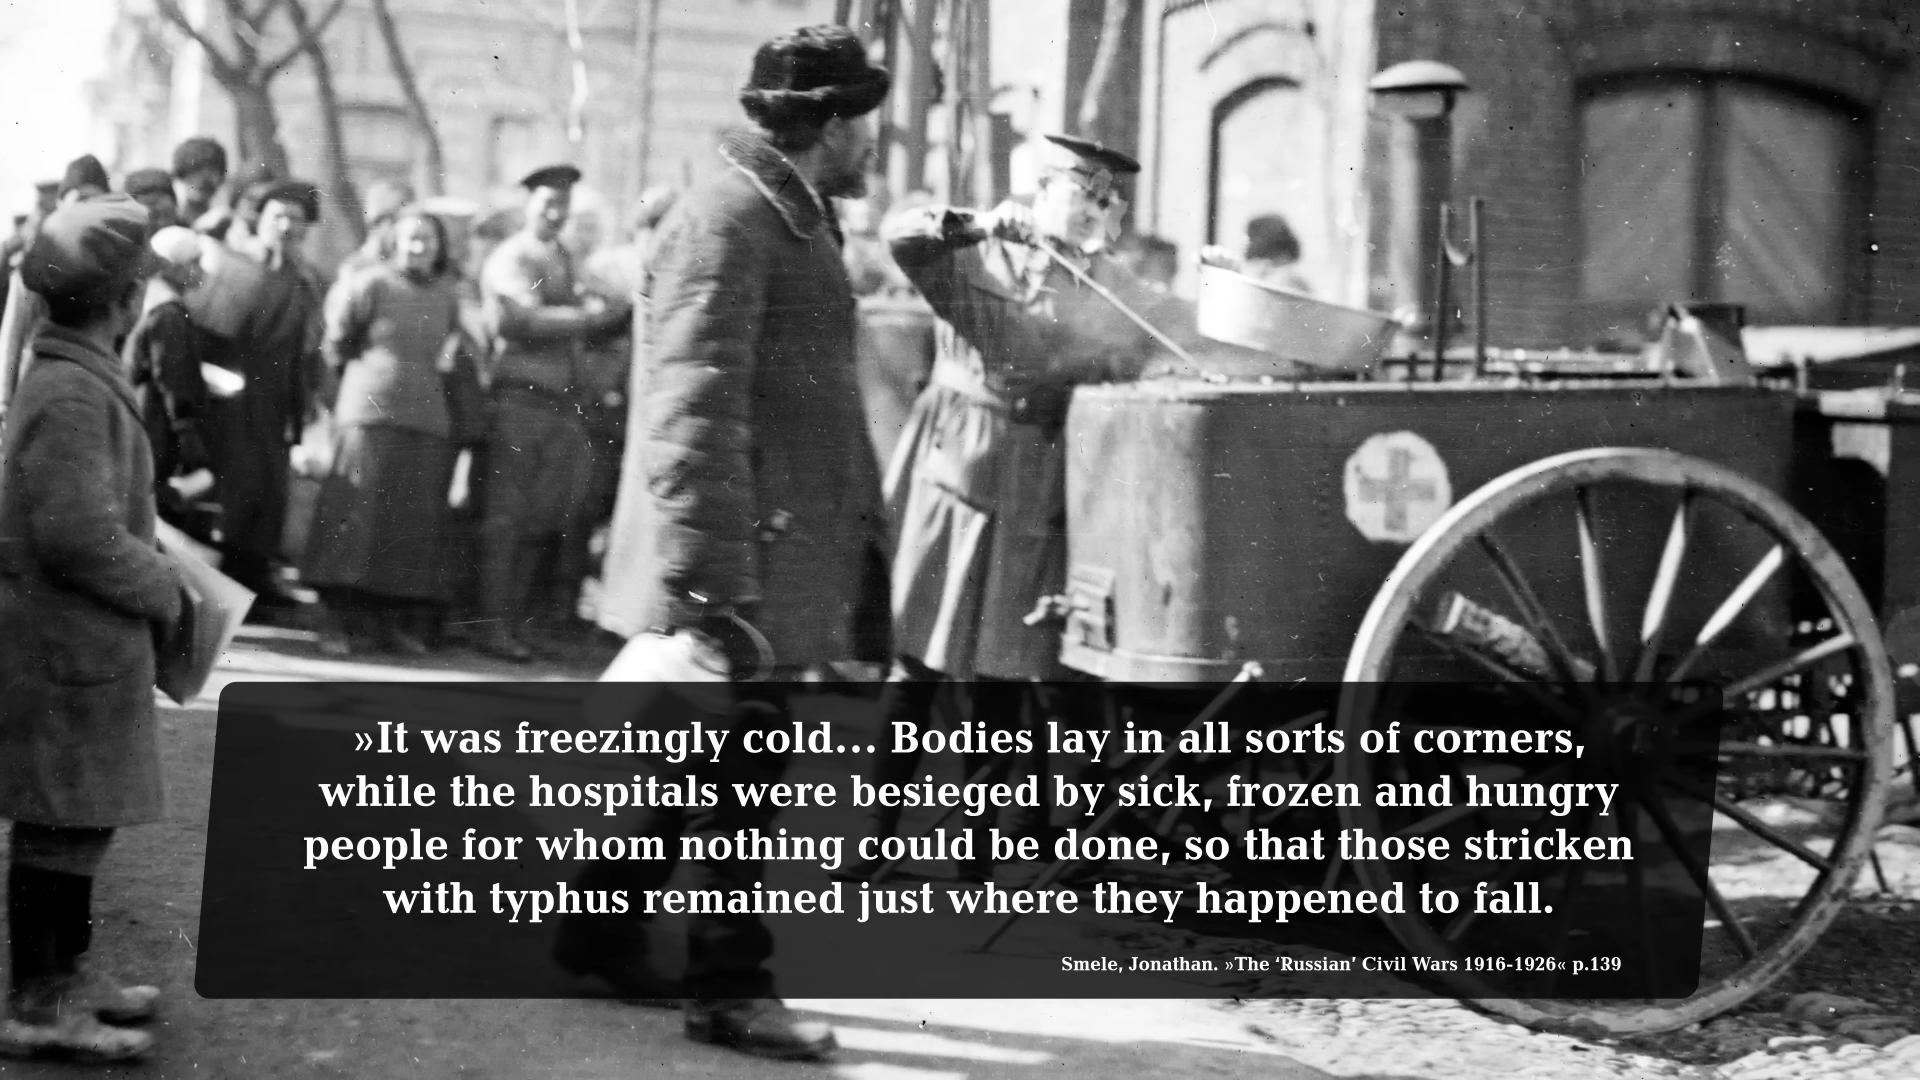 »It was freezingly cold... Bodies lay in all sorts of corners,
while the hospitals were besieged by sick, frozen and hungry
people for whom nothing could be done, so that those stricken
with typhus remained just where they happened to fall.
Smele, Jonathan. »The ‘Russian’ Civil Wars 1916-1926« p.139